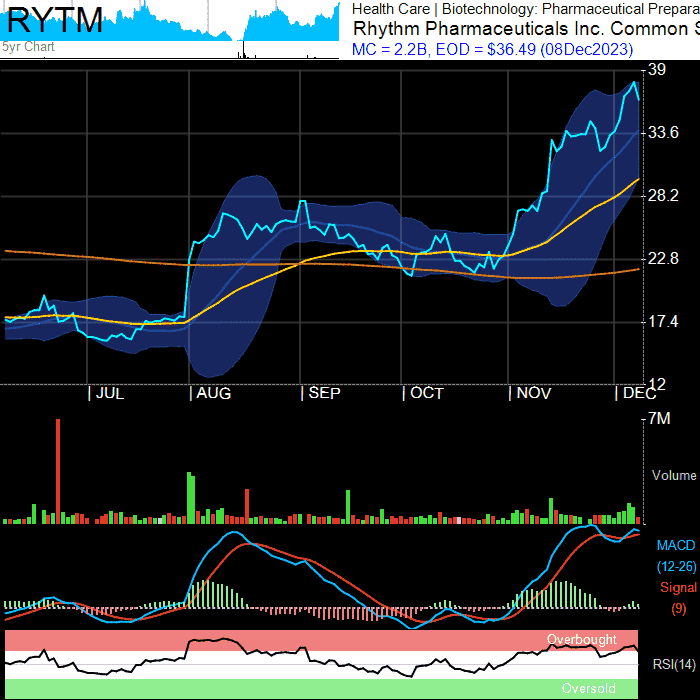 RYTM
5yr Chart
Health Care | Biotechnology: Pharmaceutical Prepara
Rhythm Pharmaceuticals Inc. Common S
MC = 2.2B, EOD = $36.49 (08Dec2023)
39
33.6
28.2
22.8
17.4
12
| JUL | AUG | SEP | OCT | NOV | DEC
7M
Volume
MACD
(12-26)
Signal
(9)
Overbought
RSI(14)
Oversold